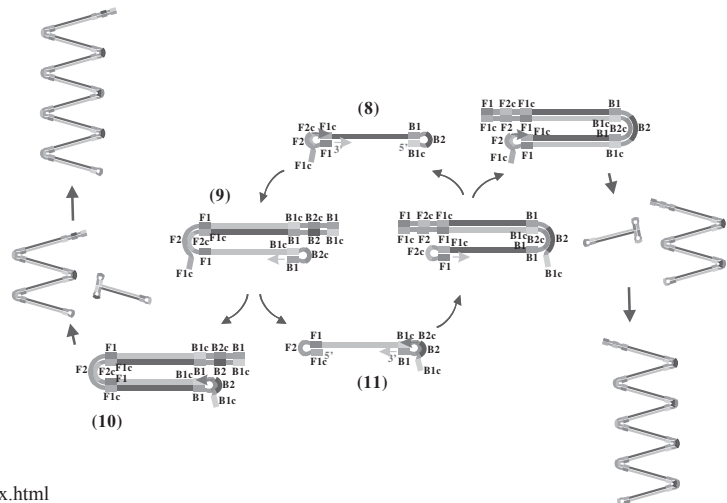 (8)
F2c F1c
B1
F2
B2
F1 3'
5' B1c
F1c
F1 F2c F1c
B1
F1c F2 F1
F1c
B1c
B1
B2c
B2
F2
F1
B1c
F1c
(9)
F1
B1c B2c B1
F2
F2c F1c
B1 B2 B1c
F1
B2c
B1
F1c
F1 F2c F1c
B1
F1c F2 F1
B1c
B2c
B2
F2c
F1c
B1
B1
F1
B1c
F1
B1c B2c
F2
5'
3'
B2
F1c
B1
B1c
(11)
F1
B1c B2c B1
F2
F2c F1c
F1
B1c
B1 B2 B1c
B2
F1c
B1
B1c
(10)
x.html